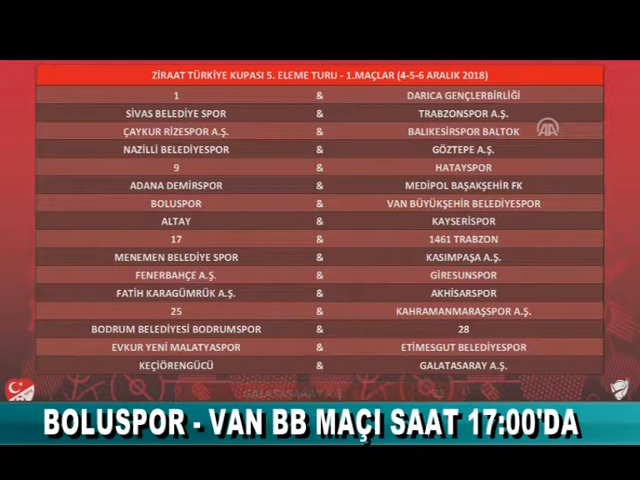 ZİRAAT TÜRKİYE KUPASI 5. ELEME TURU - 1.MAÇLAR (4-5-6 ARALIK 2018)
1 & DARICA GENÇLERBİRLİĞİ
SİVAS BELEDİYE SPOR & TRABZONSPOR A.Ş.
ÇAYKUR RİZESPOR A.Ş. & BALIKESİRSPOR BALTOK
AA
NAZİLLİ BELEDİYESPOR & GÖZTEPE A.Ş.
9 & HATAYSPOR
ADANA DEMİRSPOR & MEDİPOL BAŞAKŞEHİR FK
BOLUSPOR & VAN BÜYÜKŞEHİR BELEDİYESPOR
ALTAY & KAYSERİSPOR
17 & 1461 TRABZON
MENEMEN BELEDİYE SPOR & KASIMPAŞA A.Ş.
FENERBAHÇE A.Ş. & GİRESUNSPOR
FATİH KARAGÜMRÜK A.Ş. & AKHİSARSPOR
25 & KAHRAMANMARAŞSPOR A.Ş.
BODRUM BELEDİYESİ BODRUMSPOR & 28
EVKUR YENİ MALATYASPOR & ETİMESGUT BELEDİYESPOR
KEÇİÖRENGÜCÜ & GALATASARAY A.Ş.
BOLUSPOR - VAN BB MAÇI SAAT 17:00'DA